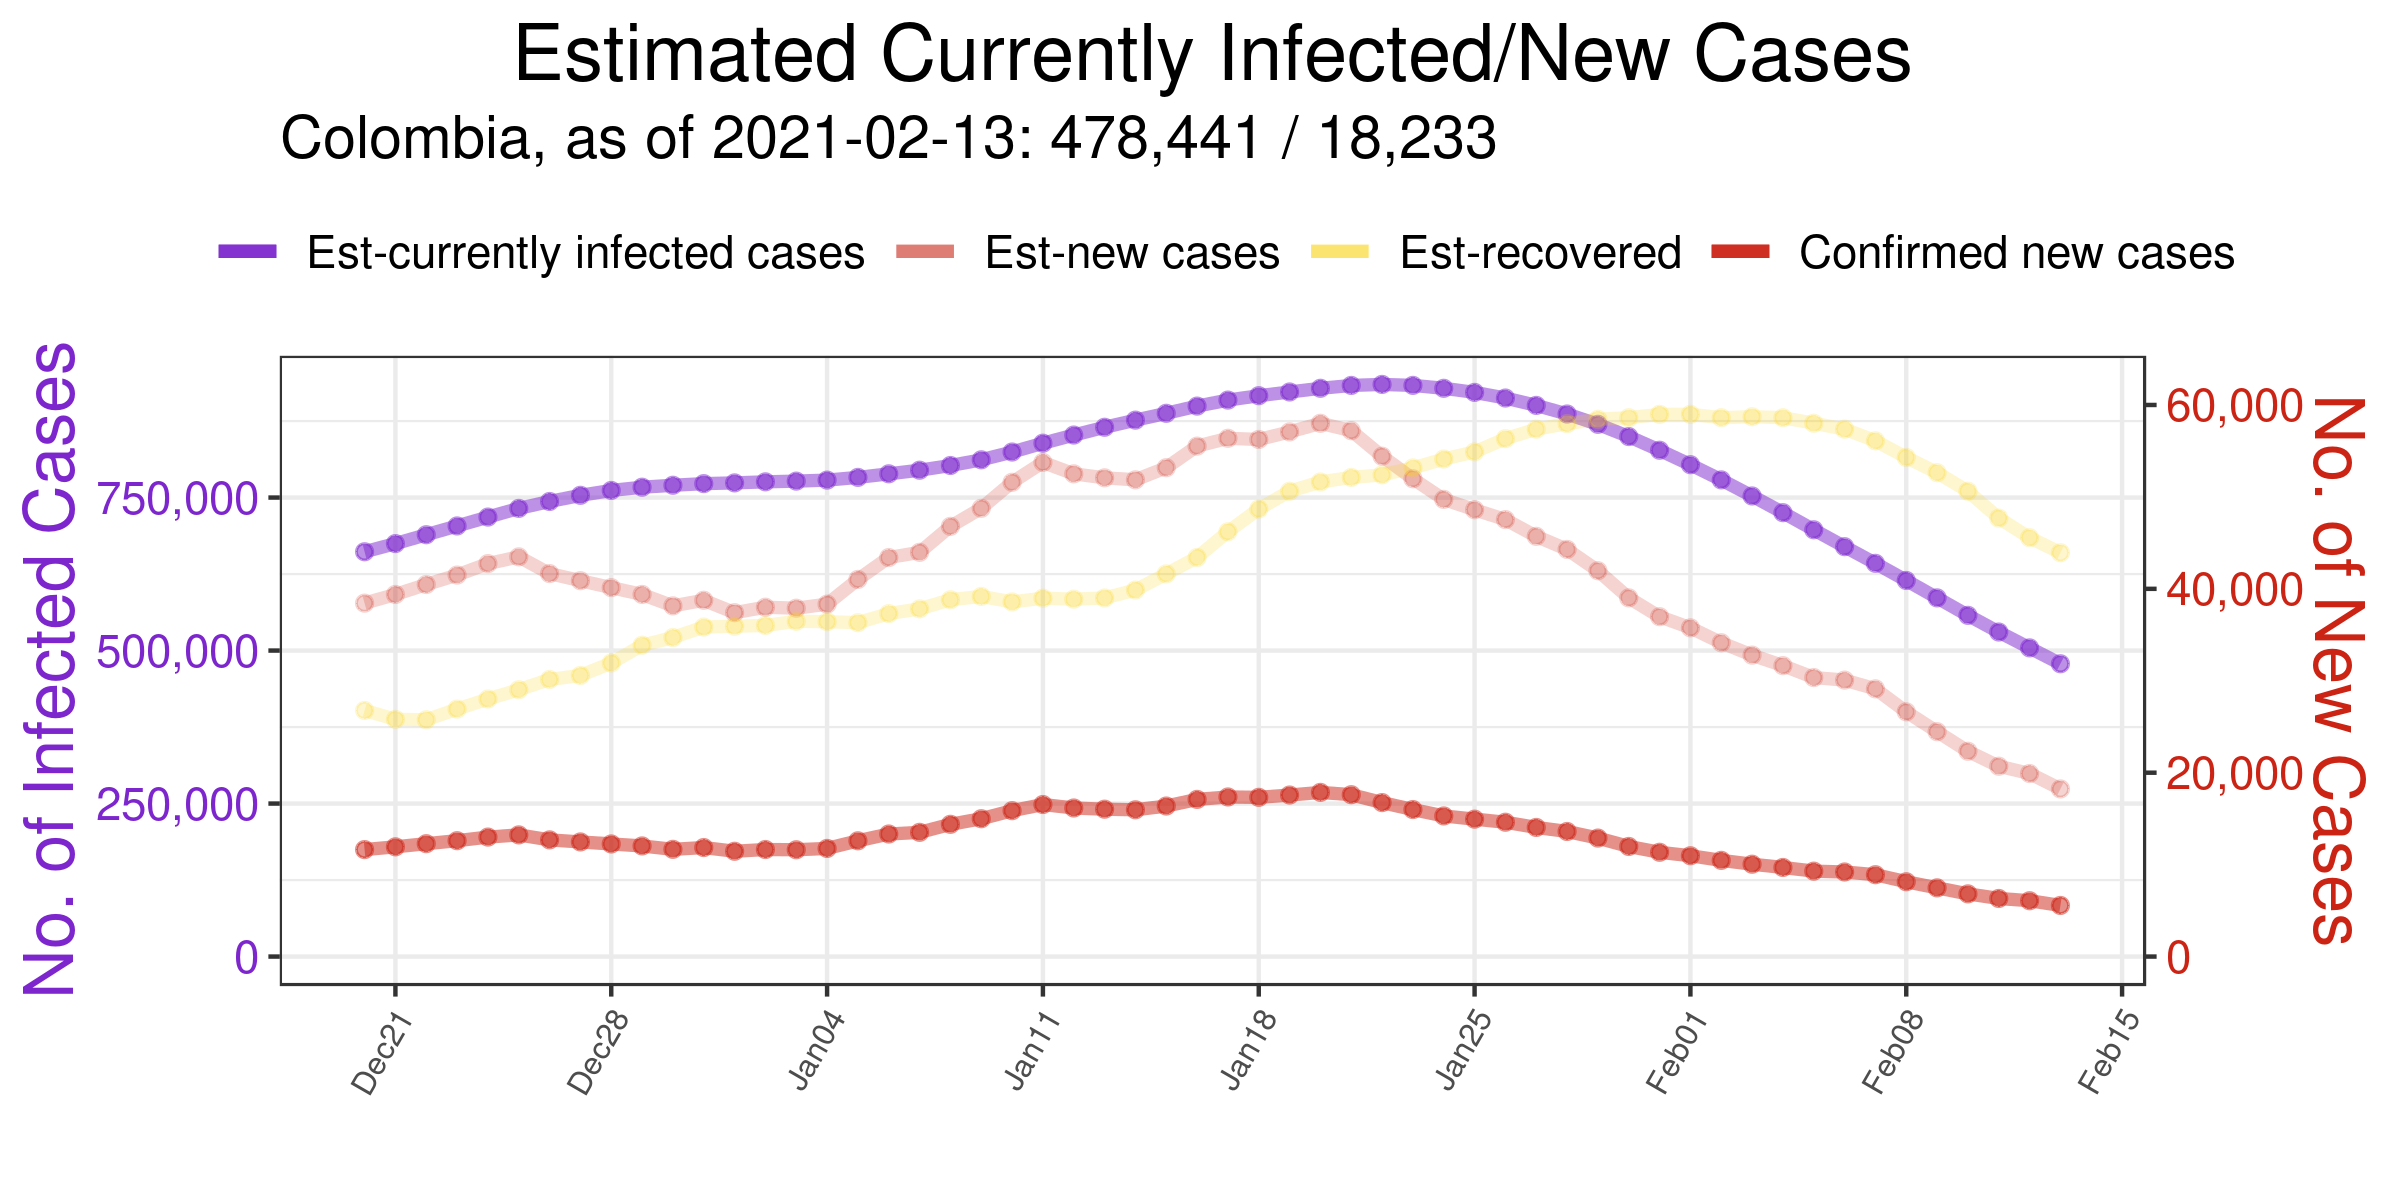 Estimated Currently Infected/New Cases
Colombia, as of 2021-02-13: 478,441 / 18,233
Est-currently infected cases Est-new cases Est-recovered Confirmed new cases
No. of Infected Cases
750,000
500,000
250,000
0
60,000
40,000
20,000
0
No. of New Cases
Dec21 Dec28 Jan04 Jan11 Jan18 Jan25 Feb01 Feb08 Feb15